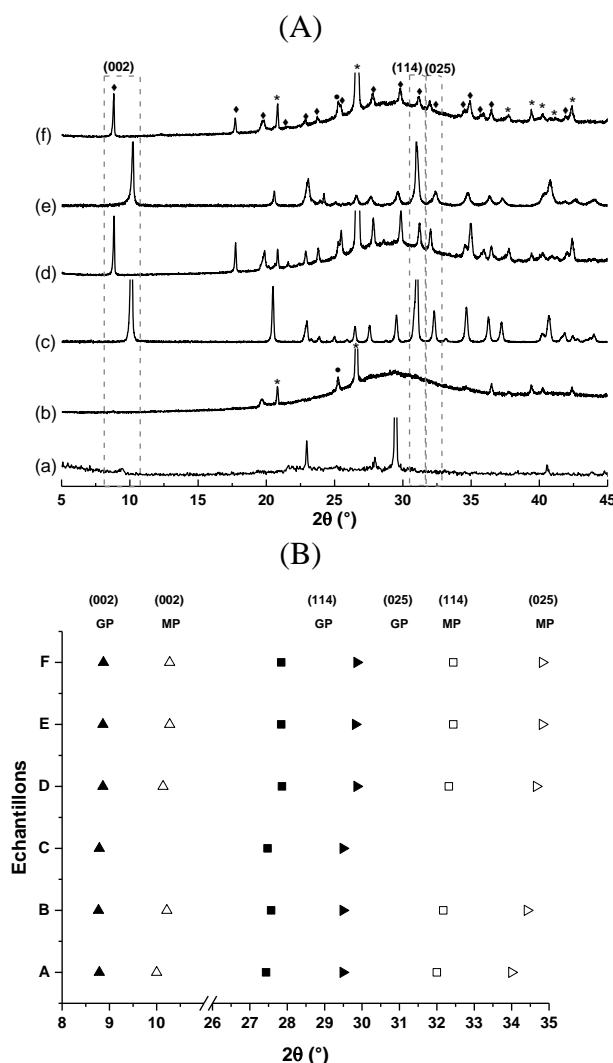 (A)
(002) (114) (025)
(f)
(e)
(d)
(c)
(b)
(a)
5 10 15 20 25 30 35 40 45
2θ (°)
(B)
(002) (002) (114) (025) (114) (025)
GP MP GP GP MP MP
F
E
D
C
B
A
Echantillons
8 9 10 26 27 28 29 30 31 32 33 34 35
2θ (°)